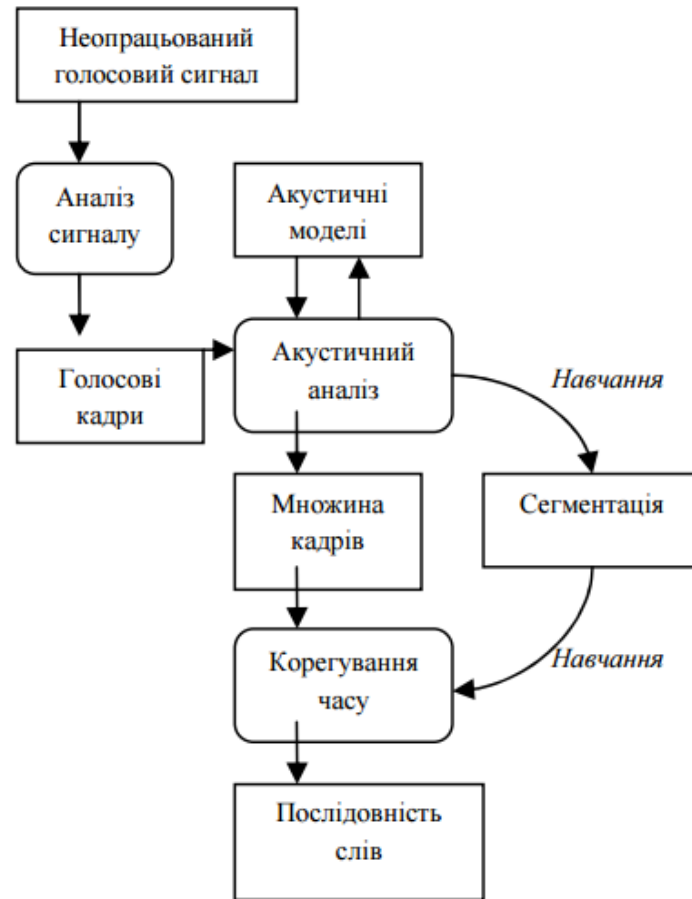 Неопрацьований
голосовий сигнал
Аналіз
сигналу
Акустичні
моделі
Голосові
кадри
Акустичний
аналіз
Навчання
Множина
кадрів
Сегментація
Корегування
часу
Навчання
Послідовність
слів